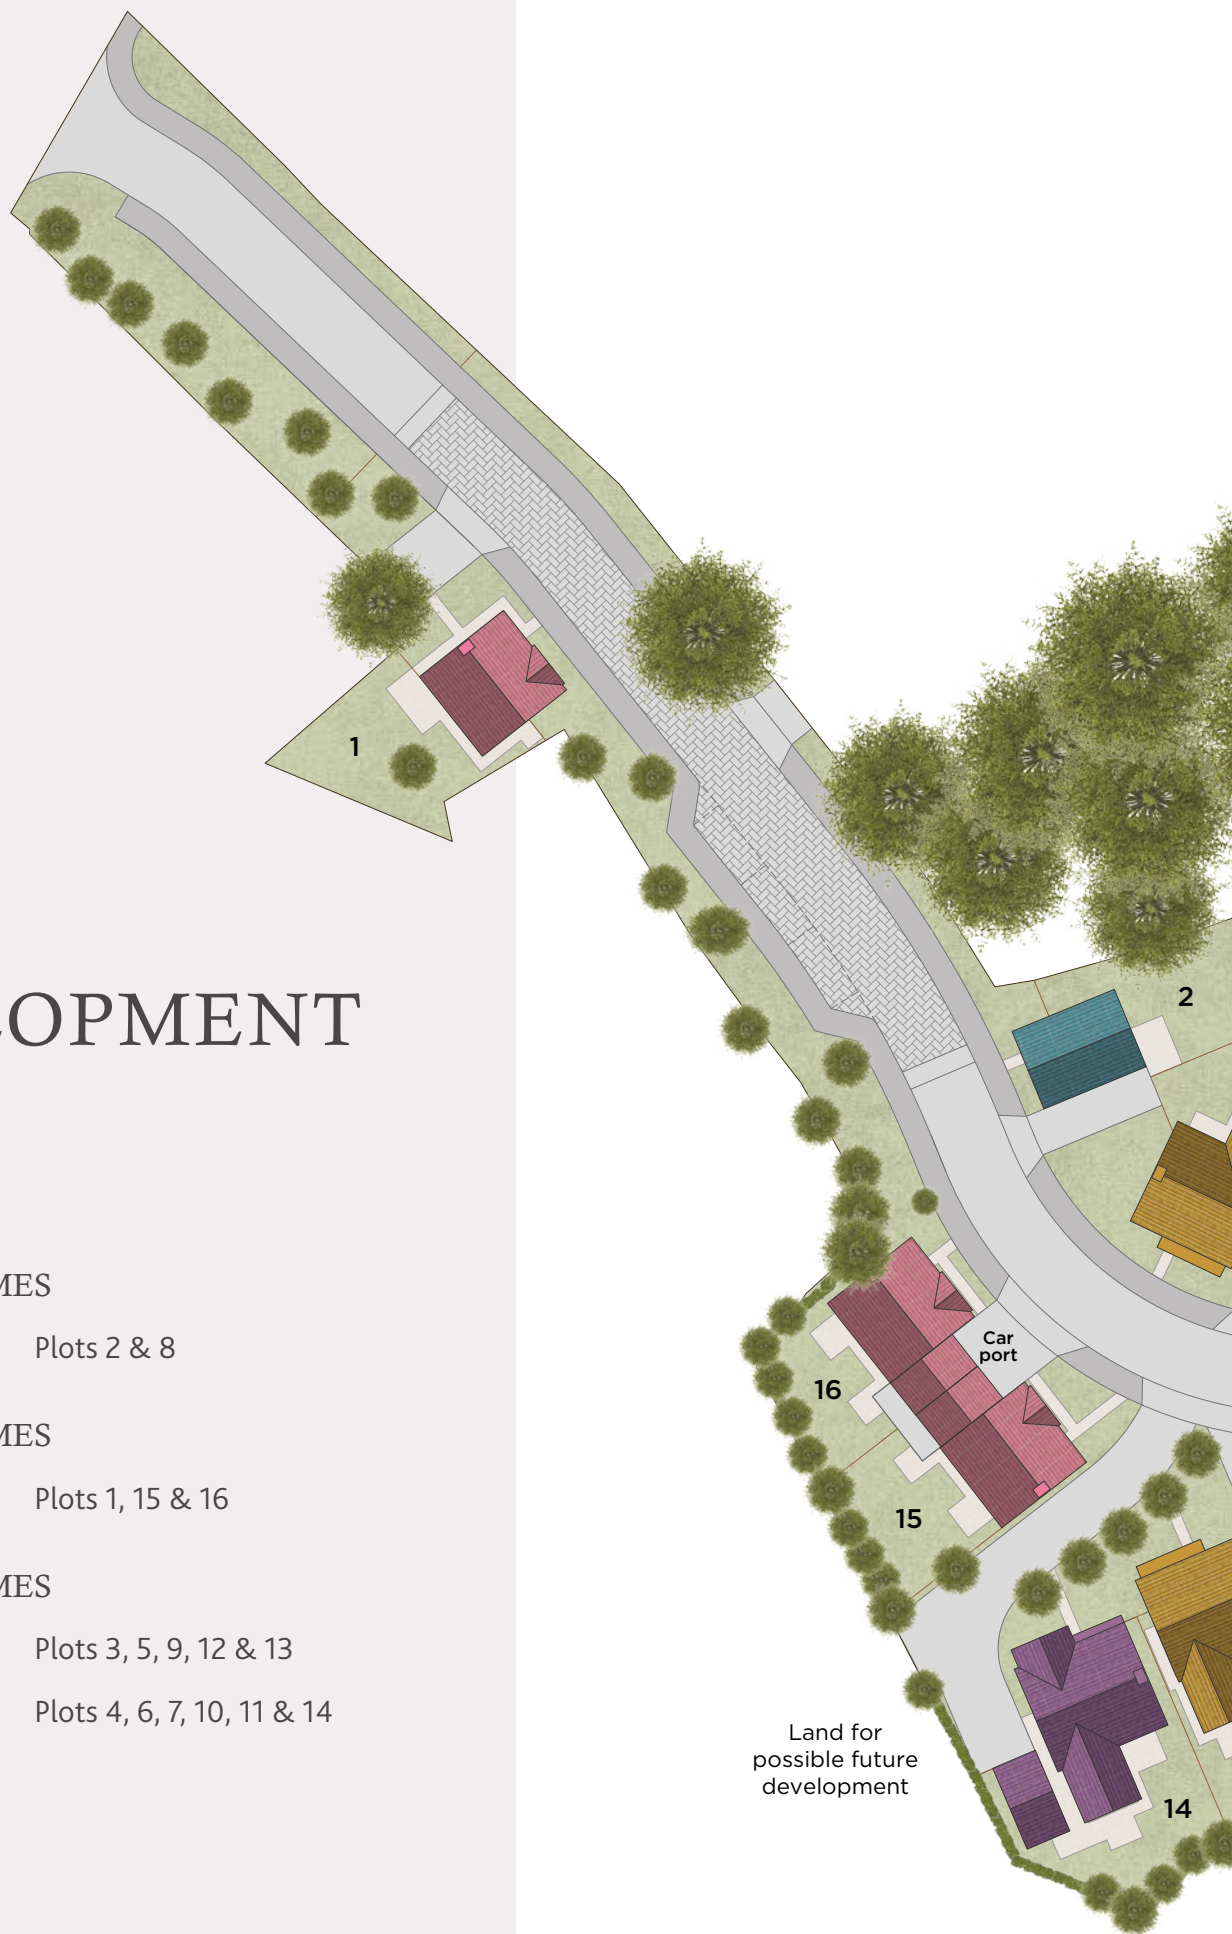 OPMENT
MES
Plots 2 & 8
MES
Plots 1, 15 & 16
MES
Plots 3, 5, 9, 12 & 13
Plots 4, 6, 7, 10, 11 & 14
1
2
Car
port
16
15
Land for
possible future
development
14